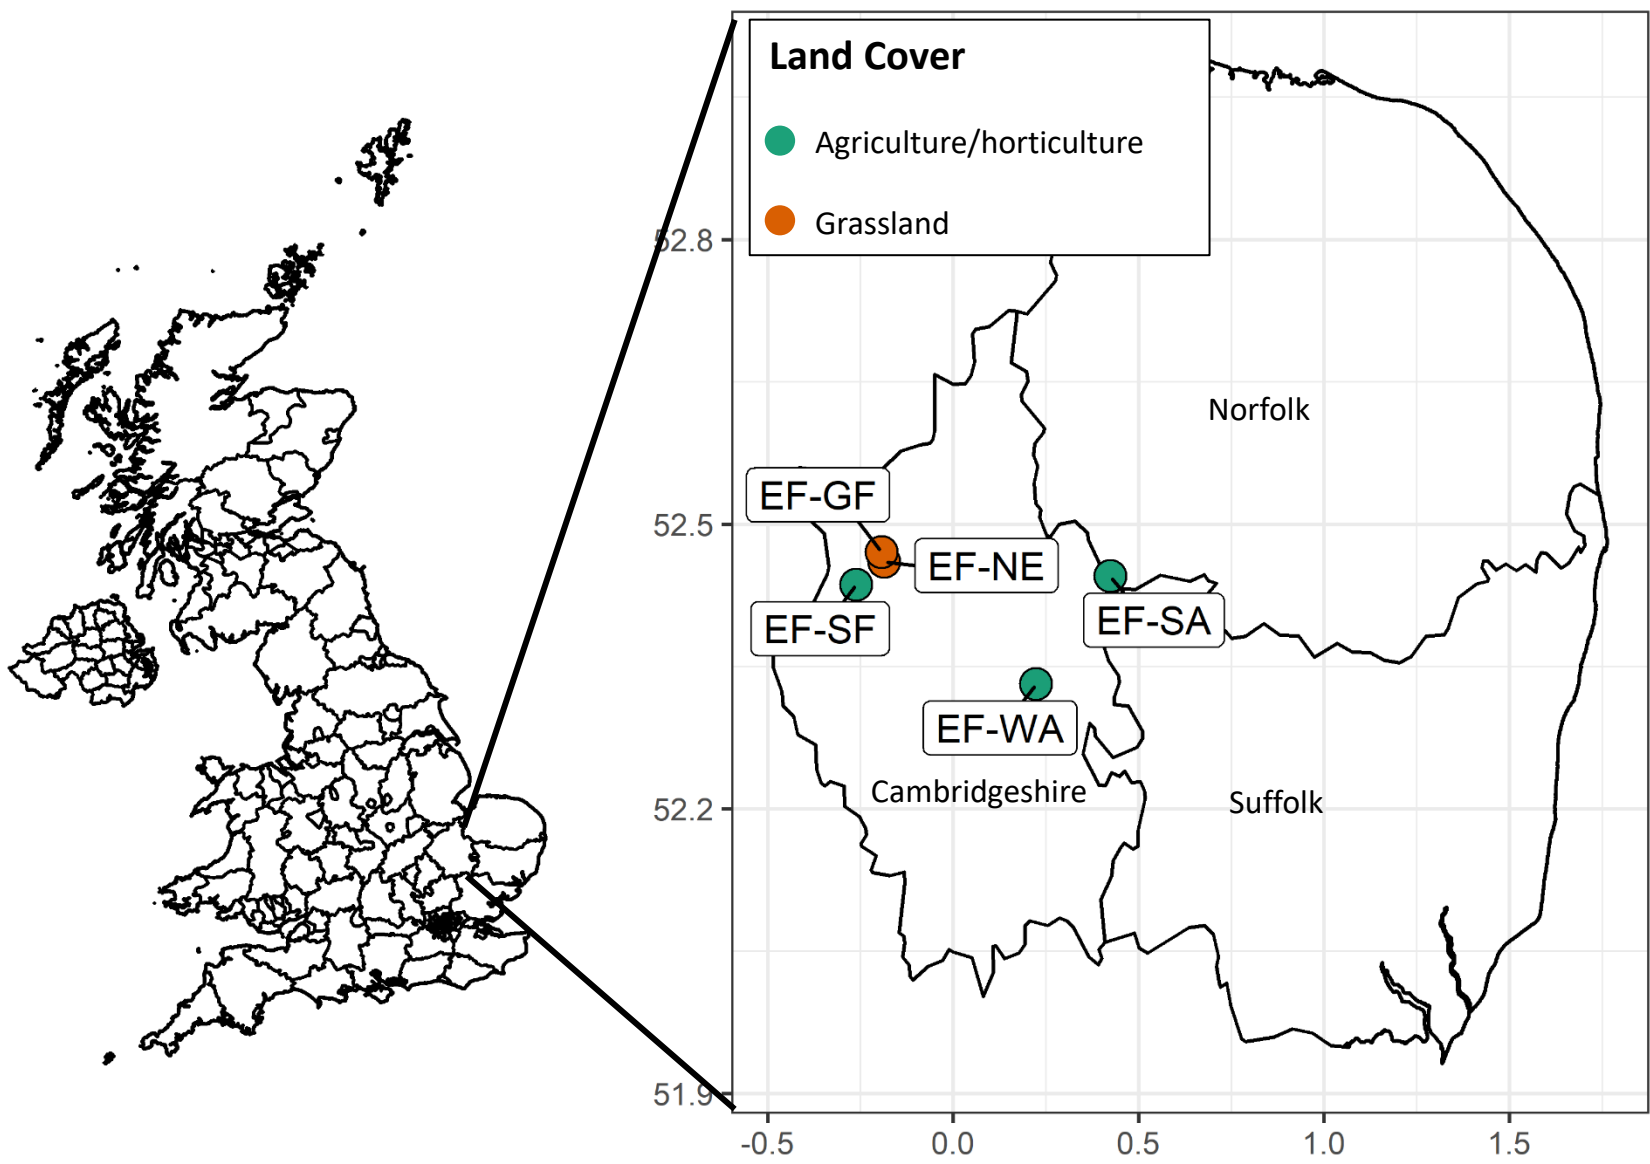 Land Cover
Agriculture/horticulture
Grassland
52.8
Norfolk
EF-GF
52.5
EF-NE
EF-SF
EF-SA
EF-WA
Cambridgeshire
Suffolk
52.2
51.9
-0.5
0.0
0.5
1.0
1.5